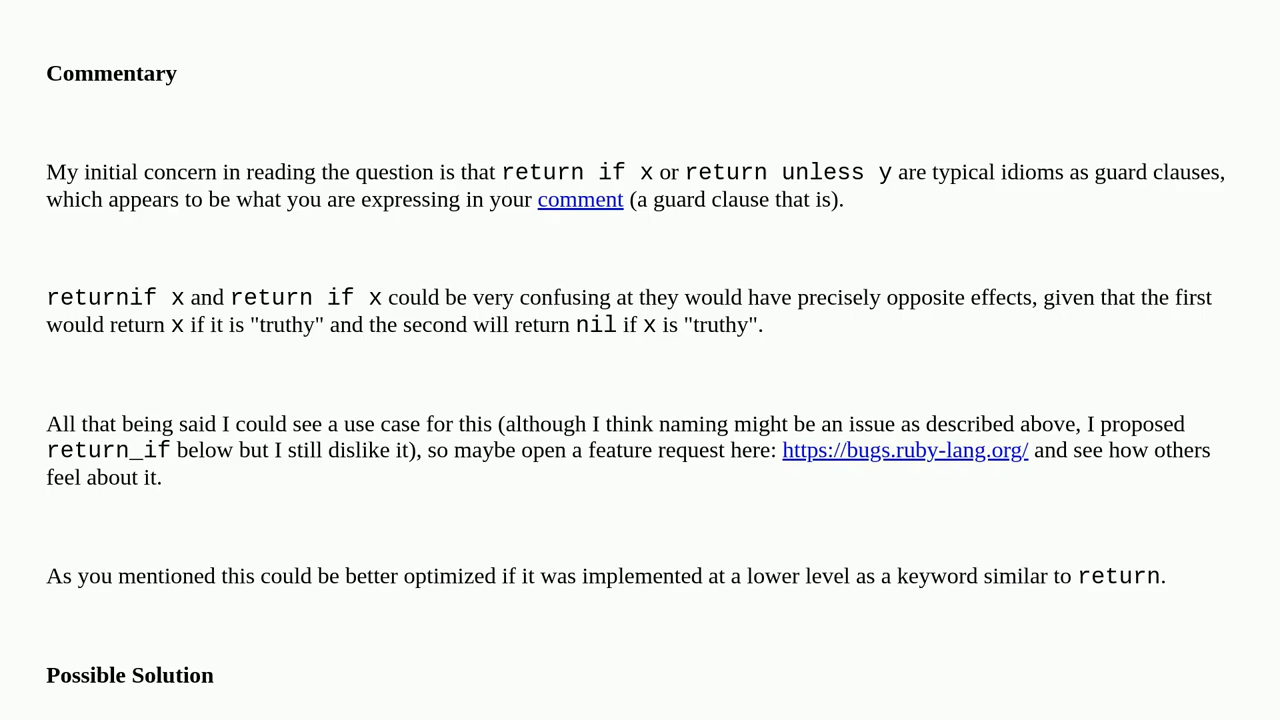 Commentary
My initial concern in reading the question is that return if x or return unless y are typical idioms as guard clauses,
which appears to be what you are expressing in your comment (a guard clause that is).
returnif x and return if x could be very confusing at they would have precisely opposite effects, given that the first
would return x if it is "truthy" and the second will return nil if x is "truthy".
All that being said I could see a use case for this (although I think naming might be an issue as described above, I proposed
return_if below but I still dislike it), so maybe open a feature request here: https://bugs.ruby-lang.org/ and see how others
feel about it.
As you mentioned this could be better optimized if it was implemented at a lower level as a keyword similar to return.
Possible Solution